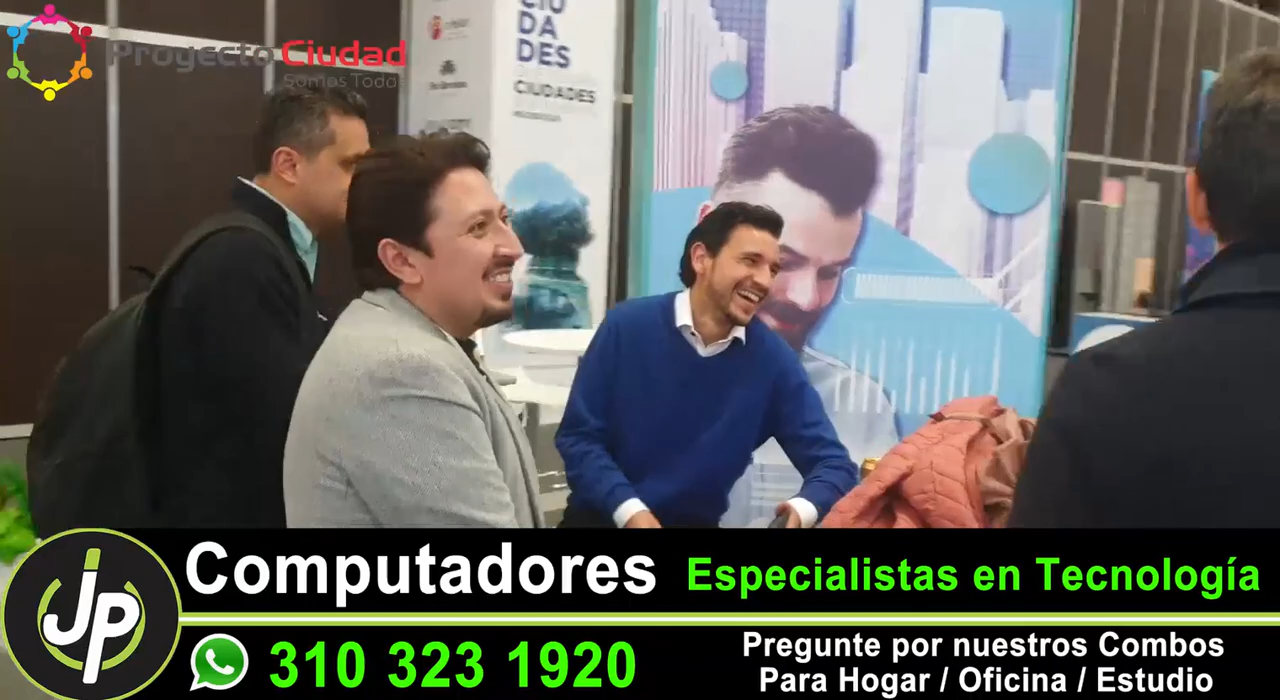 Proyecto Ciudad
Somos Todos
CIU
DA
DES
CIUDADES
JP
Computadores
Especialistas en Tecnología
310 323 1920
Pregunte por nuestros Combos
Para Hogar / Oficina / Estudio